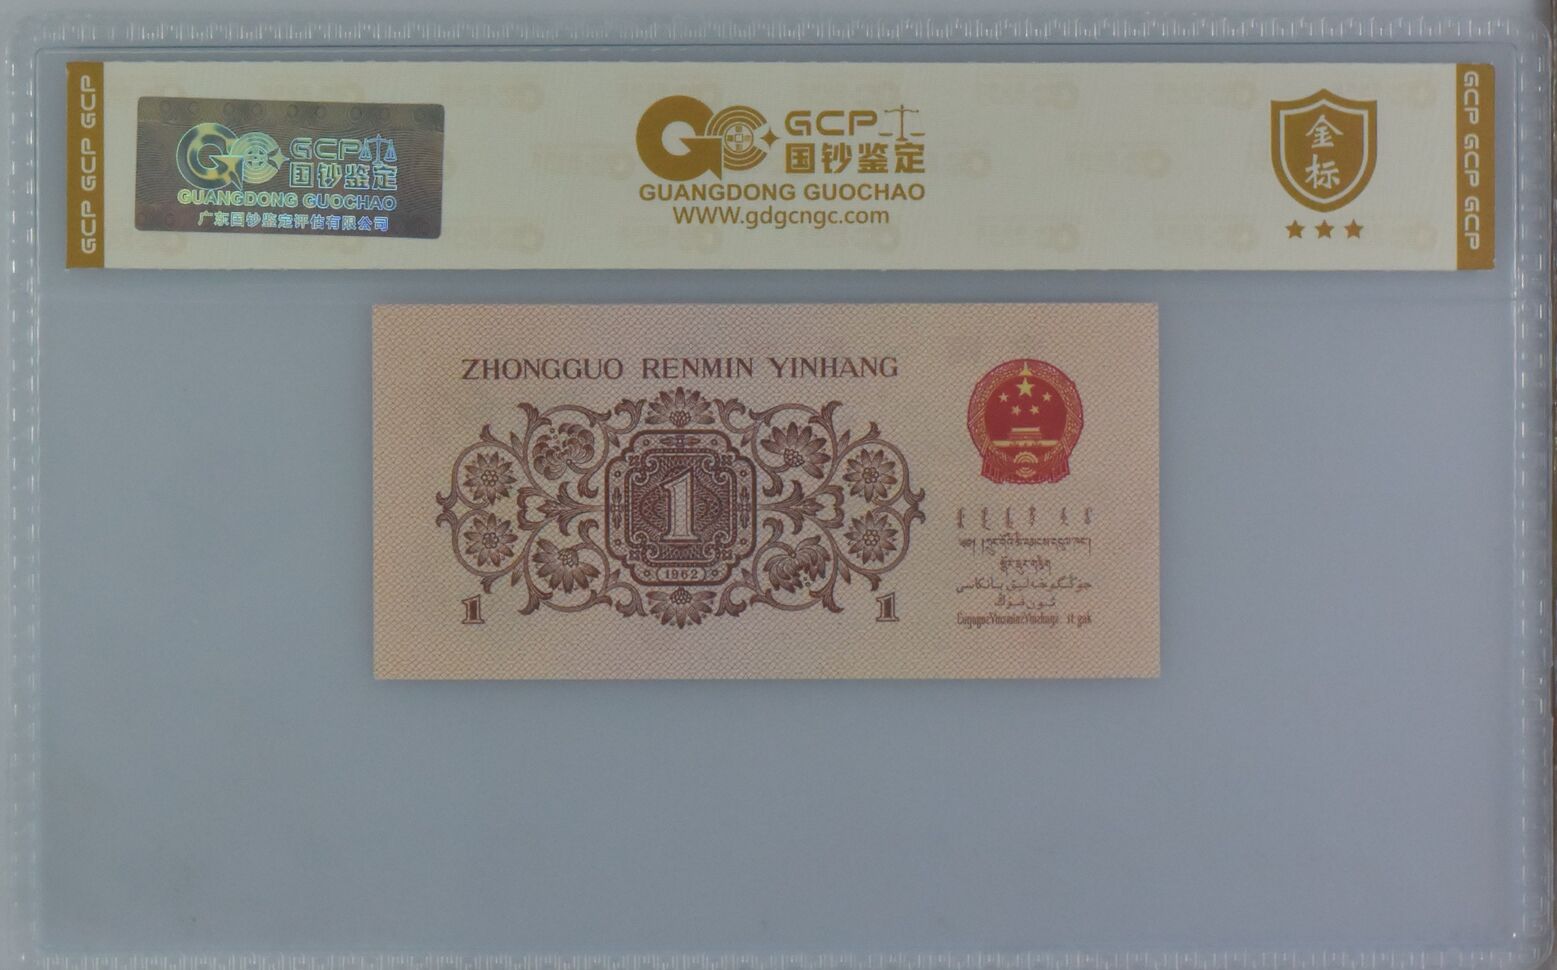 GCP GCP GCP
GCP
国钞鉴定
GUANGDONG GUOCHAO
广东国钞鉴定评估有限公司
GCP
国钞鉴定
GUANGDONG GUOCHAO
WWW.gdgcngc.com
金
标
GCP GCP GCP
ZHONGGUO RENMIN YINHANG
1
1962
1
1